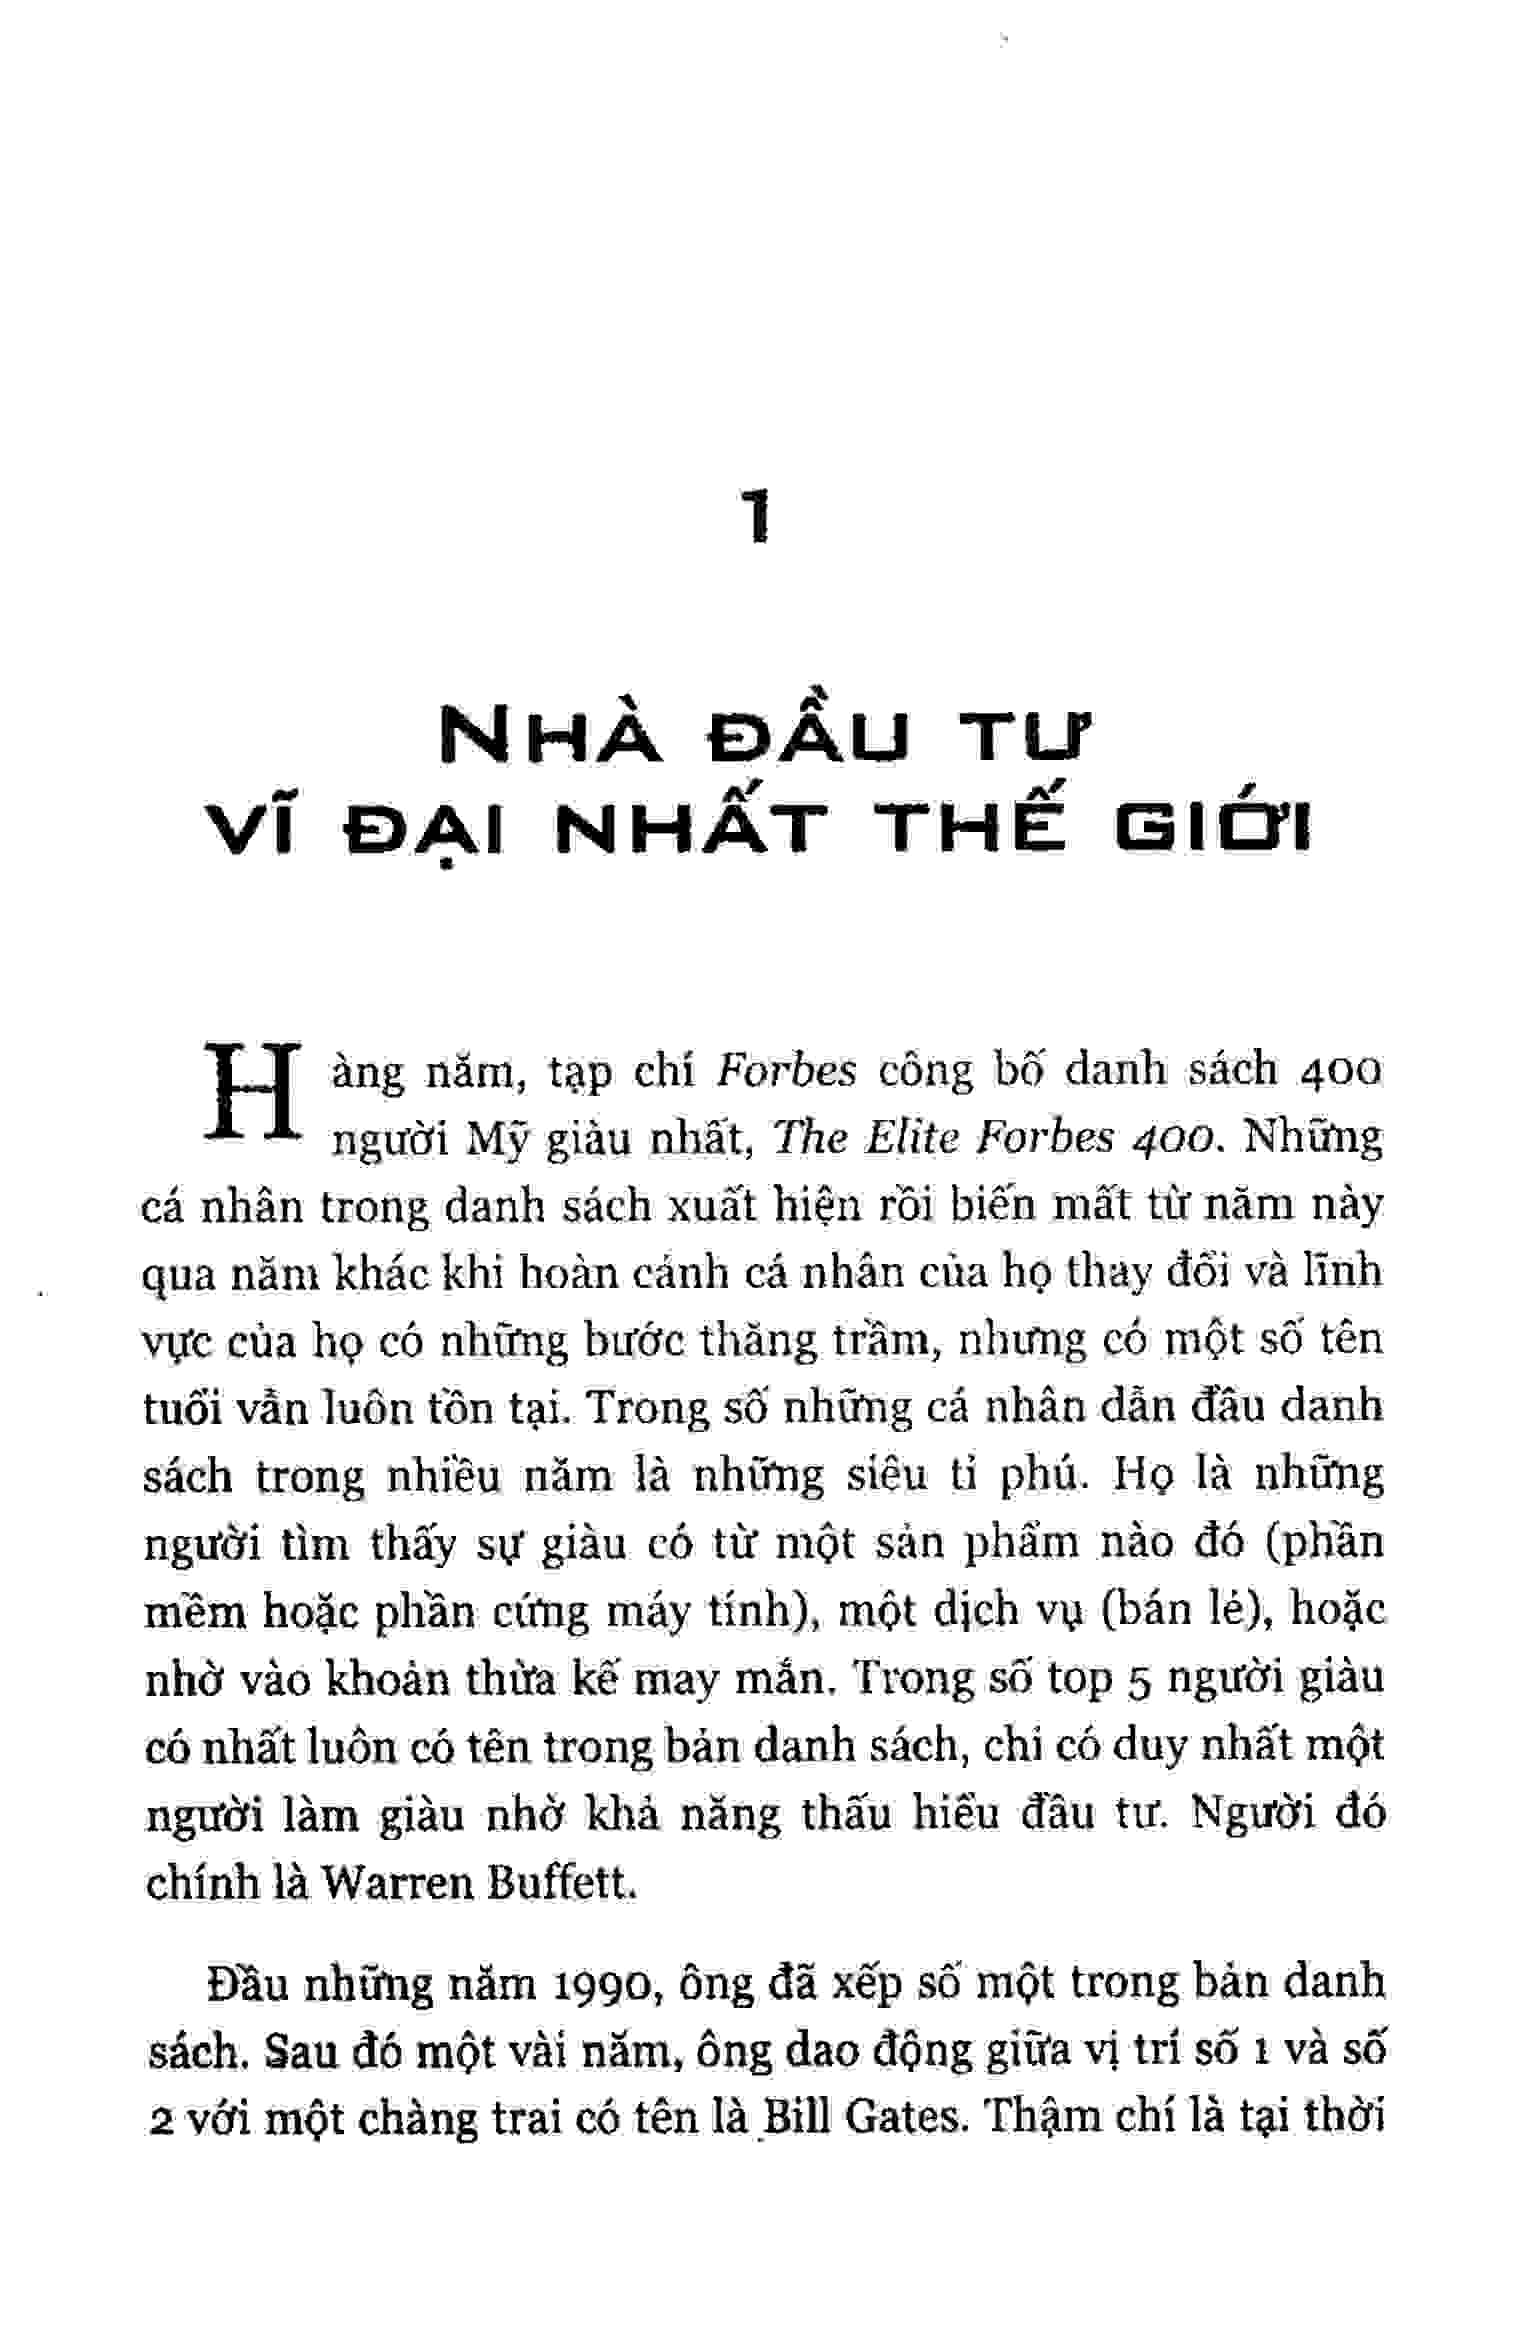 1
NHÀ ĐẦU TƯ
VĨ ĐẠI NHẤT THẾ GIỚI
Hàng năm, tạp chí Forbes công bố danh sách 400
người Mỹ giàu nhất, The Elite Forbes 400. Những
cá nhân trong danh sách xuất hiện rồi biến mất từ năm này
qua năm khác khi hoàn cảnh cá nhân của họ thay đổi và lĩnh
vực của họ có những bước thăng trầm, nhưng có một số tên
tuổi vẫn luôn tồn tại. Trong số những cá nhân dẫn đầu danh
sách trong nhiều năm là những siêu tỉ phú. Họ là những
người tìm thấy sự giàu có từ một sản phẩm nào đó (phần
mềm hoặc phần cứng máy tính), một dịch vụ (bán lẻ), hoặc
nhờ vào khoản thừa kế may mắn. Trong số top 5 người giàu
có nhất luôn có tên trong bản danh sách, chỉ có duy nhất một
người làm giàu nhờ khả năng thấu hiểu đầu tư. Người đó
chính là Warren Buffett.
Đầu những năm 1990, ông đã xếp số một trong bản danh
sách. Sau đó một vài năm, ông dao động giữa vị trí số 1 và số
2 với một chàng trai có tên là Bill Gates. Thậm chí là tại thời